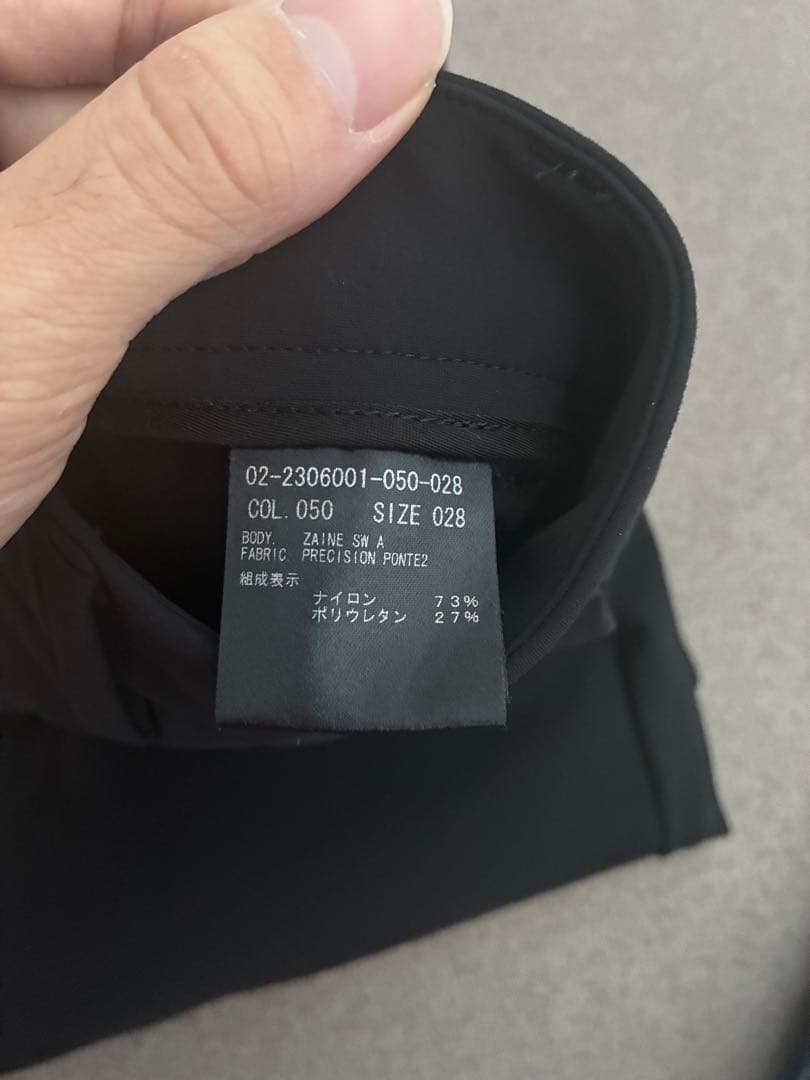 02-2306001-050-028
COL. 050 SIZE 028
BODY. ZAINE SW A
FABRIC PRECISION PONTE2
組成表示
ナイロン 73%
ポリウレタン 27%